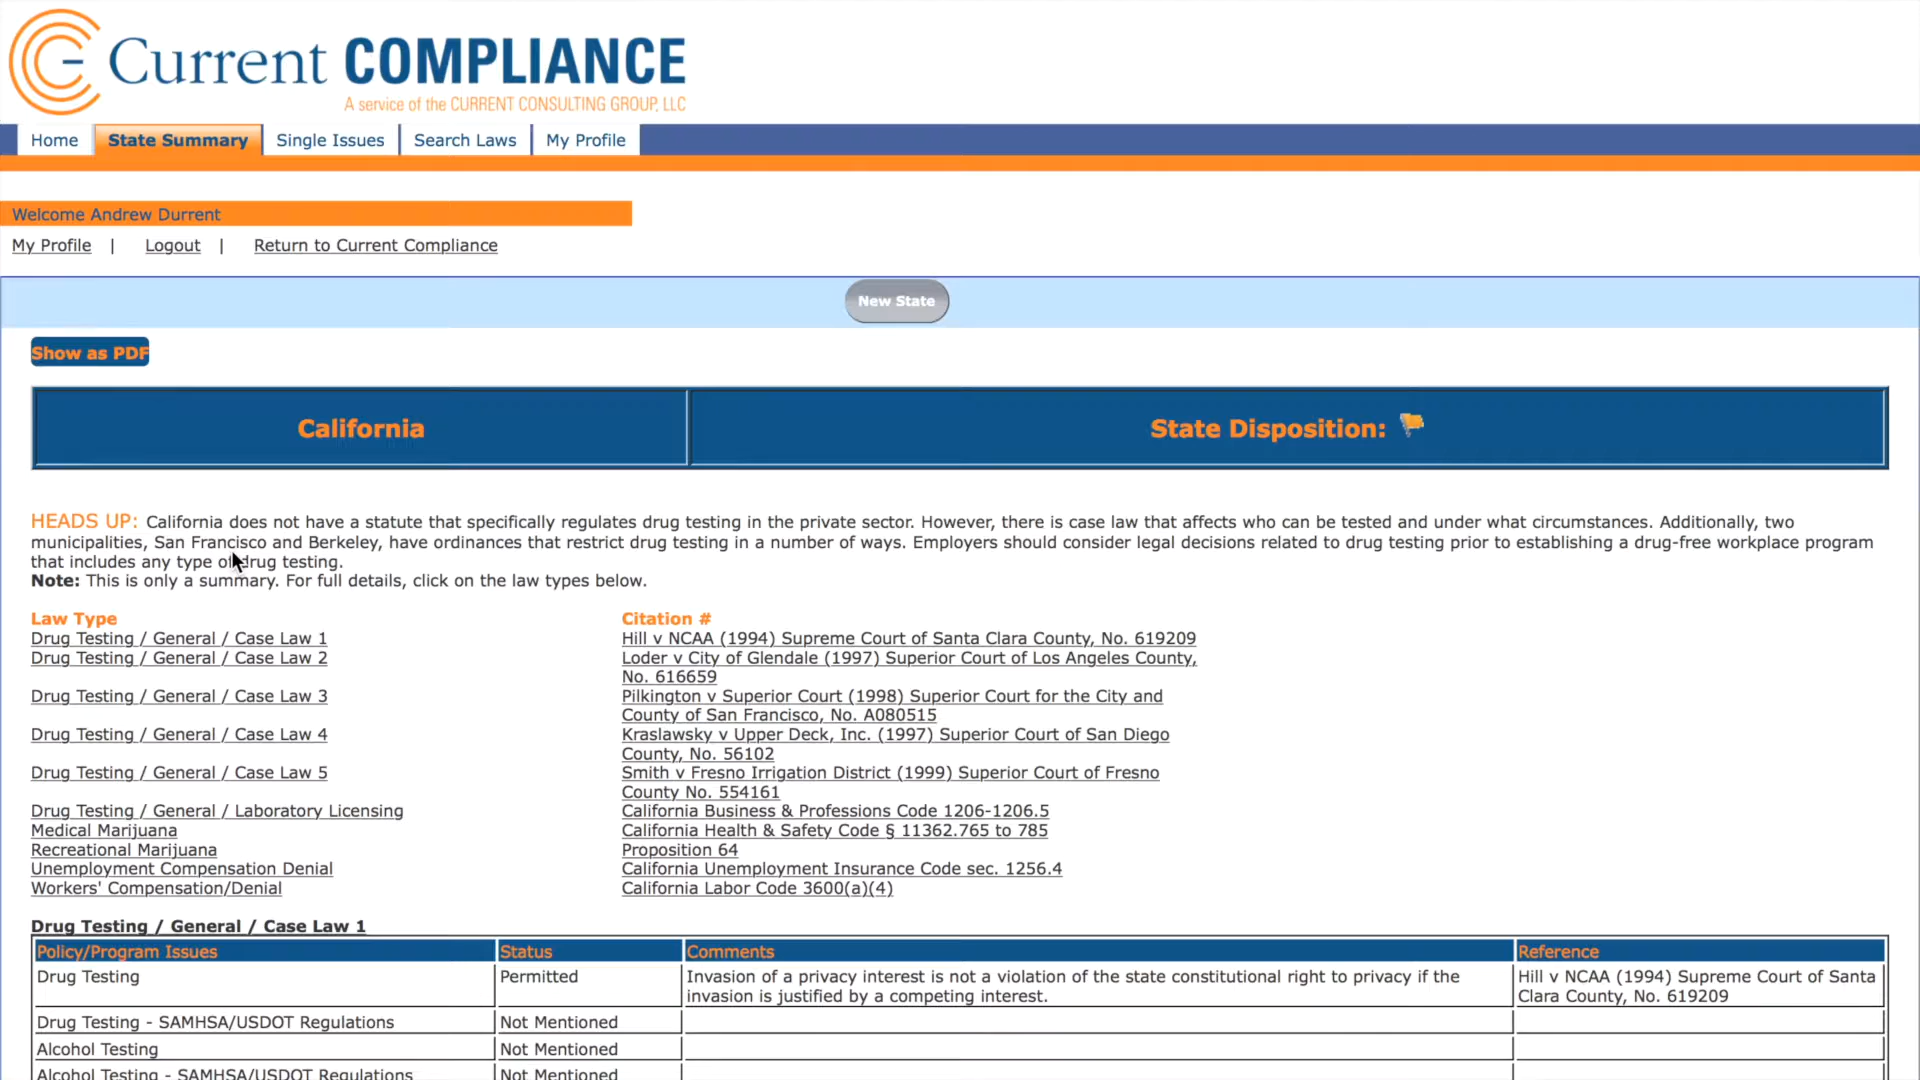 Current COMPLIANCE
A service of the CURRENT CONSULTING GROUP, LLC
Home State Summary Single Issues Search Laws My Profile
Welcome Andrew Durrent
My Profile | Logout | Return to Current Compliance
New State
Show as PDF
California State Disposition:
HEADS UP: California does not have a statute that specifically regulates drug testing in the private sector. However, there is case law that affects who can be tested and under what circumstances. Additionally, two
municipalities, San Francisco and Berkeley, have ordinances that restrict drug testing in a number of ways. Employers should consider legal decisions related to drug testing prior to establishing a drug-free workplace program
that includes any type of drug testing.
Note: This is only a summary. For full details, click on the law types below.
Law Type Citation #
Drug Testing / General / Case Law 1 Hill v NCAA (1994) Supreme Court of Santa Clara County, No. 619209
Drug Testing / General / Case Law 2 Loder v City of Glendale (1997) Superior Court of Los Angeles County,
No. 616659
Drug Testing / General / Case Law 3 Pilkington v Superior Court (1998) Superior Court for the City and
County of San Francisco, No. A080515
Drug Testing / General / Case Law 4 Kraslawsky v Upper Deck, Inc. (1997) Superior Court of San Diego
County, No. 56102
Drug Testing / General / Case Law 5 Smith v Fresno Irrigation District (1999) Superior Court of Fresno
County No. 554161
Drug Testing / General / Laboratory Licensing California Business & Professions Code 1206-1206.5
Medical Marijuana California Health & Safety Code § 11362.765 to 785
Recreational Marijuana Proposition 64
Unemployment Compensation Denial California Unemployment Insurance Code sec. 1256.4
Workers' Compensation/Denial California Labor Code 3600(a)(4)
Drug Testing / General / Case Law 1
Policy/Program Issues Status Comments Reference
Drug Testing Permitted Invasion of a privacy interest is not a violation of the state constitutional right to privacy if the Hill v NCAA (1994) Supreme Court of Santa
invasion is justified by a competing interest. Clara County, No. 619209
Drug Testing - SAMHSA/USDOT Regulations Not Mentioned
Alcohol Testing Not Mentioned
Alcohol Testing - SAMHSA/USDOT Regulations Not Mentioned